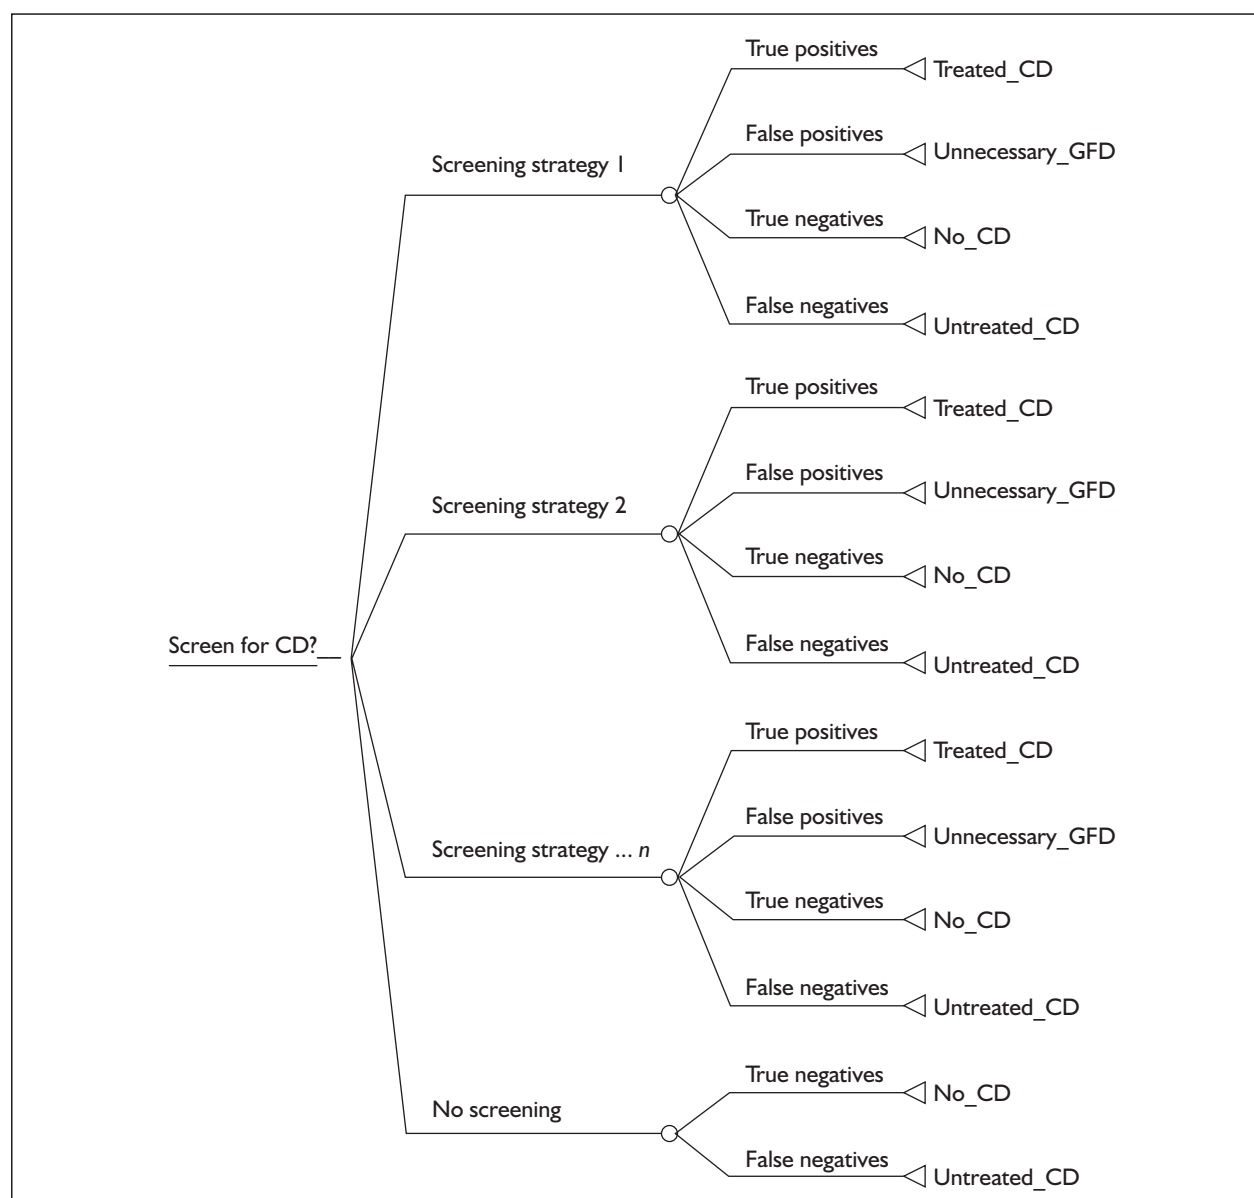 True positives
Treated_CD
False positives
Unnecessary_GFD
Screening strategy 1
True negatives
No_CD
False negatives
Untreated_CD
True positives
Treated_CD
False positives
Unnecessary_GFD
Screening strategy 2
True negatives
No_CD
False negatives
Untreated_CD
Screen for CD?__
True positives
Treated_CD
False positives
Unnecessary_GFD
Screening strategy ... n
True negatives
No_CD
False negatives
Untreated_CD
True negatives
No_CD
No screening
False negatives
Untreated_CD